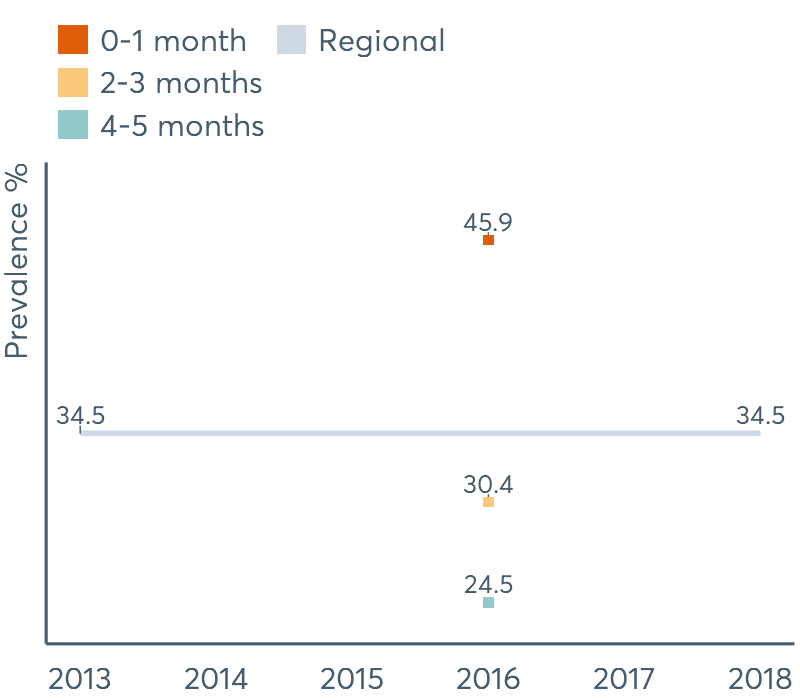 0-1 month
Regional
2-3 months
4-5 months
Prevalence %
45.9
34.5
34.5
30.4
24.5
2013 2014 2015 2016 2017 2018